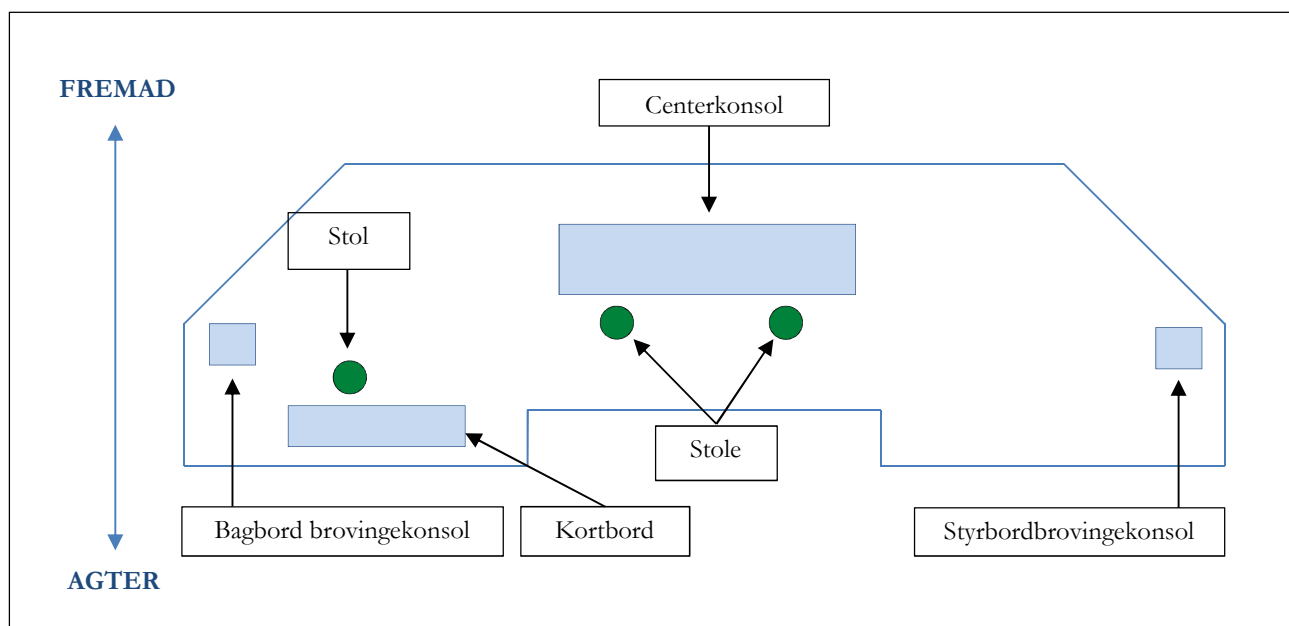 FREMAD
Centerkonsol
Stol
Stole
Bagbord brovingekonsol
Kortbord
Styrbordbrovingekonsol
AGTER